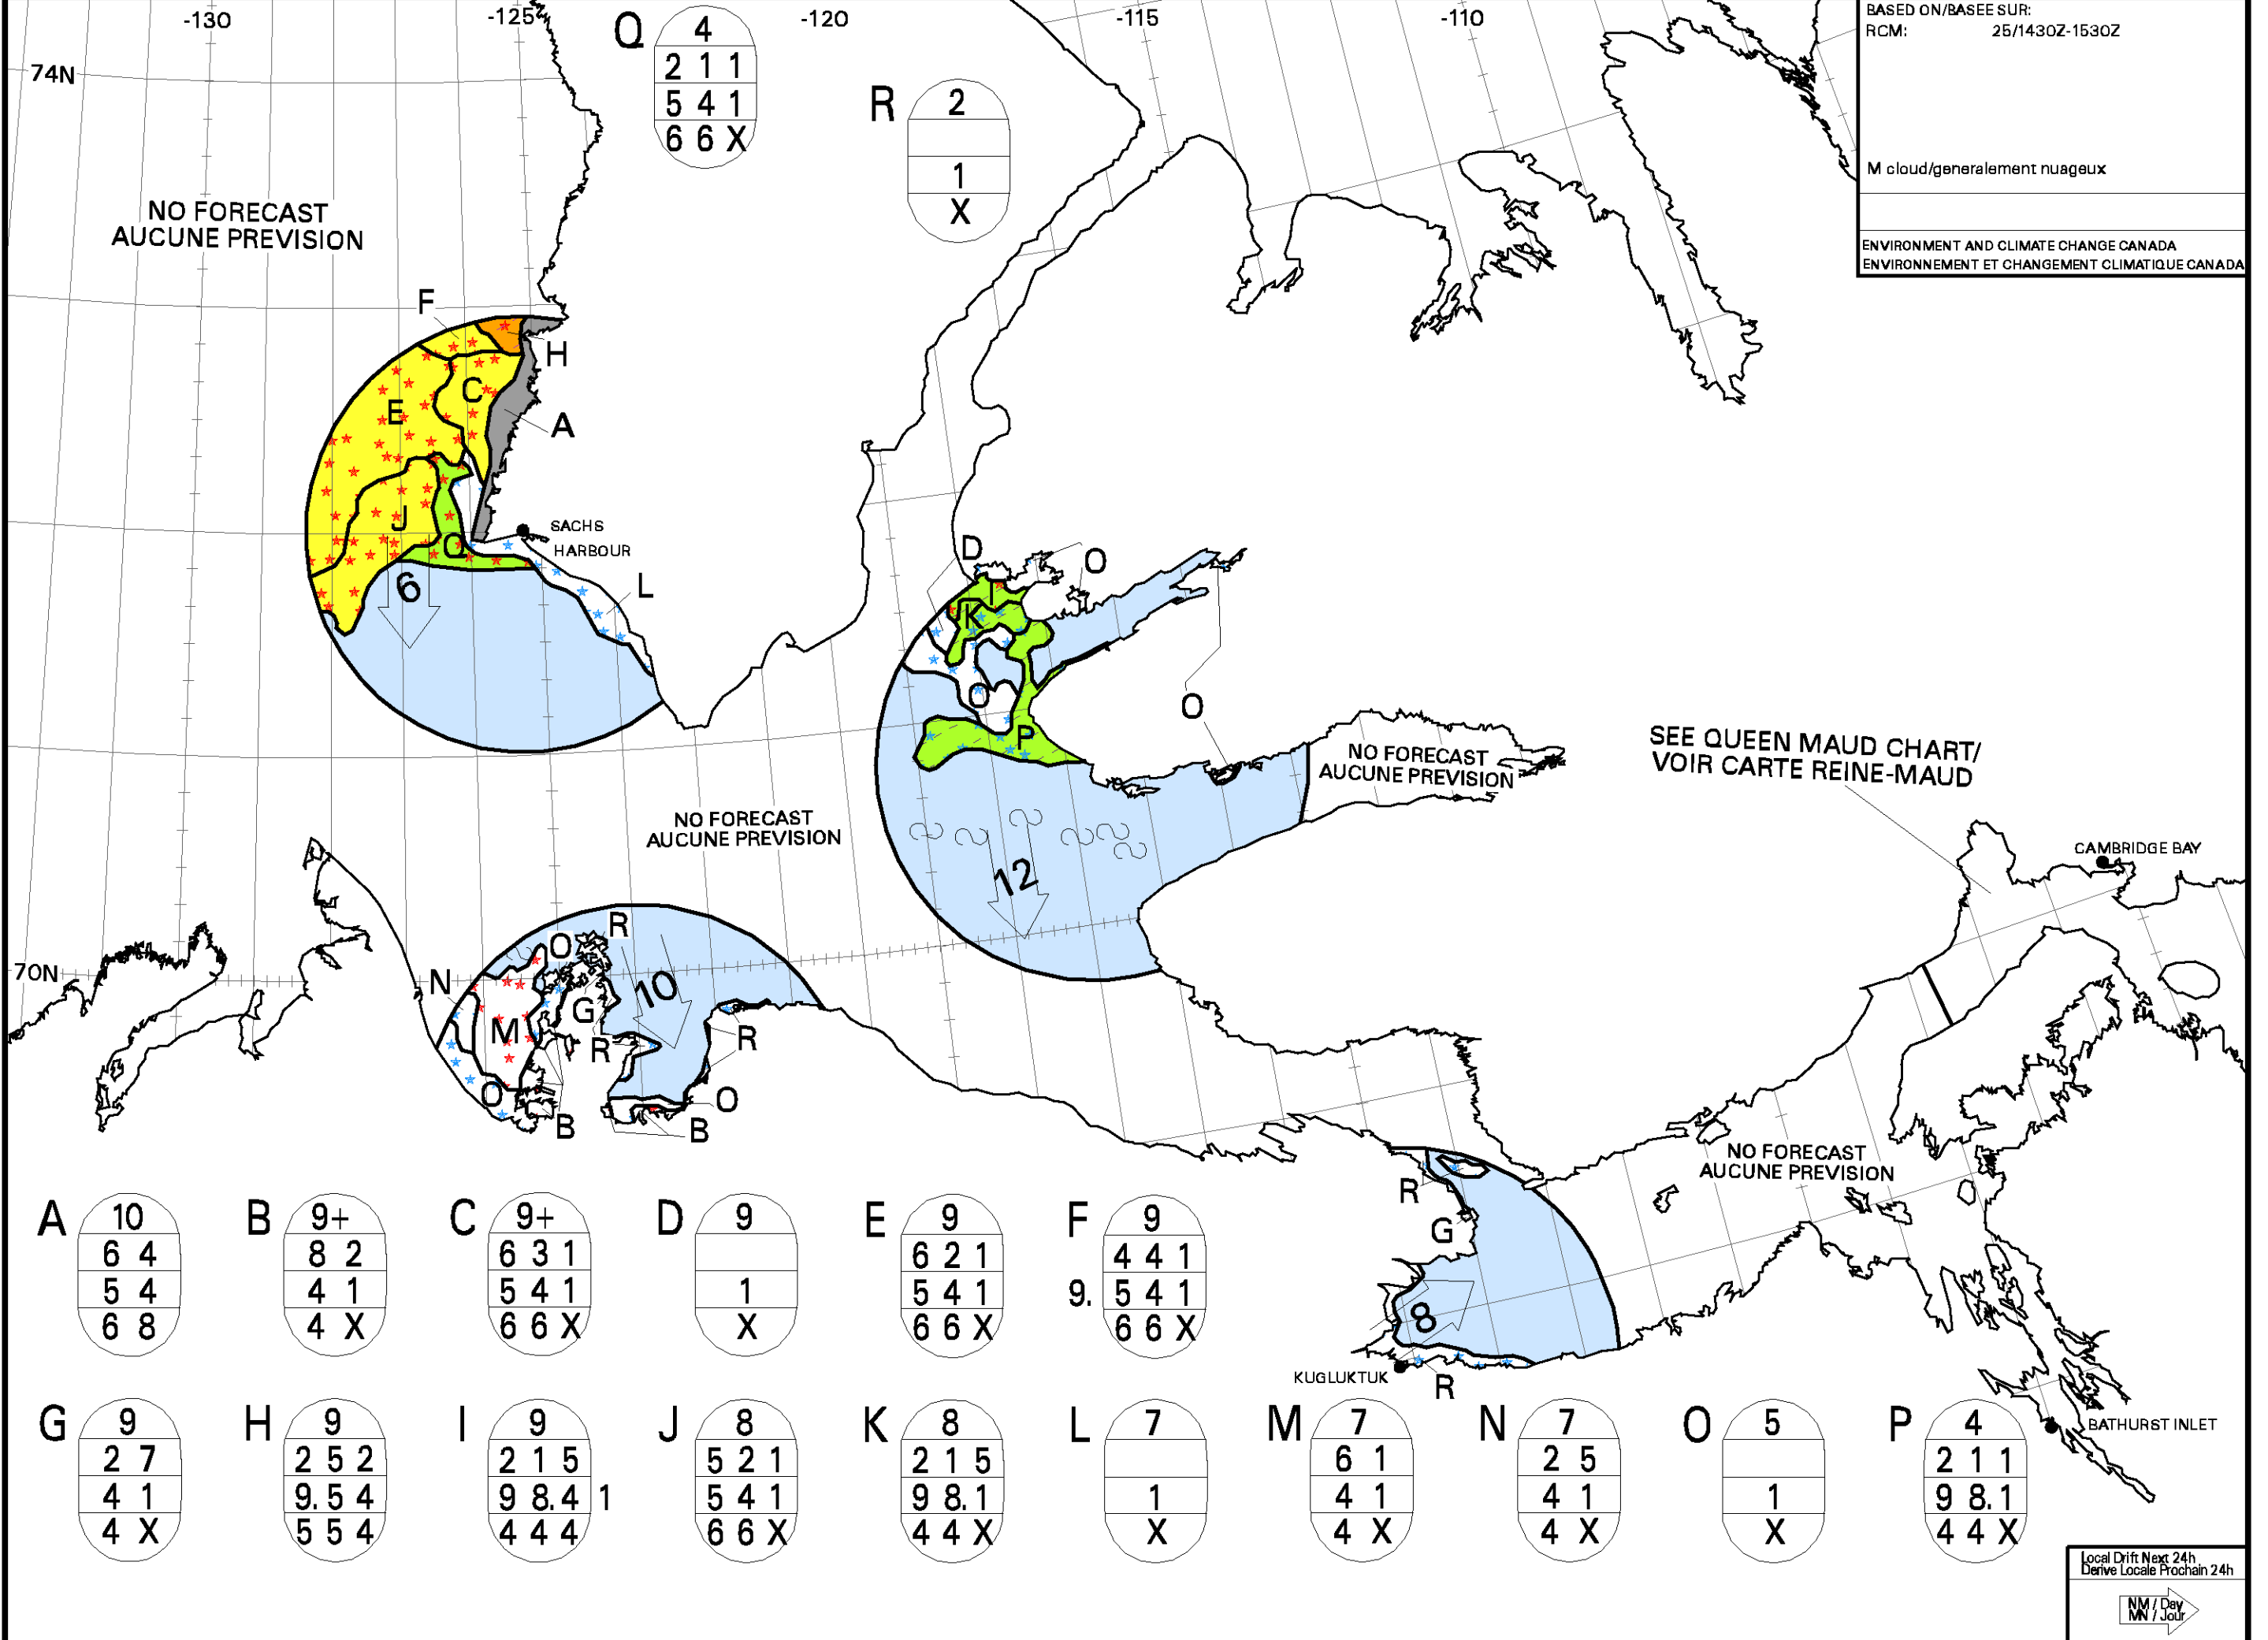 -130
-125
-120
-115
-110
BASED ON/BASEE SUR:
RCM: 25/1430Z-1530Z
M cloud/generalement nuageux
ENVIRONMENT AND CLIMATE CHANGE CANADA
ENVIRONNEMENT ET CHANGEMENT CLIMATIQUE CANADA
Q
4
2 1 1
5 4 1
6 6 X
R
2
1
X
74N
NO FORECAST
AUCUNE PREVISION
F
H
C
E
A
J
Q
SACHS
HARBOUR
6
L
D
O
I
K
O
O
P
NO FORECAST
AUCUNE PREVISION
SEE QUEEN MAUD CHART/
VOIR CARTE REINE-MAUD
NO FORECAST
AUCUNE PREVISION
12
CAMBRIDGE BAY
70N
N
O
R
10
G
M
R
R
O
O
B
B
NO FORECAST
AUCUNE PREVISION
R
G
8
KUGLUKTUK
R
BATHURST INLET
A
10
6 4
5 4
6 8
B
9+
8 2
4 1
4 X
C
9+
6 3 1
5 4 1
6 6 X
D
9
1
X
E
9
6 2 1
5 4 1
6 6 X
F
9
4 4 1
9. 5 4 1
6 6 X
G
9
2 7
4 1
4 X
H
9
2 5 2
9. 5 4
5 5 4
I
9
2 1 5
9 8. 4 1
4 4 4
J
8
5 2 1
5 4 1
6 6 X
K
8
2 1 5
9 8. 1
4 4 X
L
7
1
X
M
7
6 1
4 1
4 X
N
7
2 5
4 1
4 X
O
5
1
X
P
4
2 1 1
9 8. 1
4 4 X
Local Drift Next 24h
Derive Locale Prochain 24h
NM / Day
MN / Jour